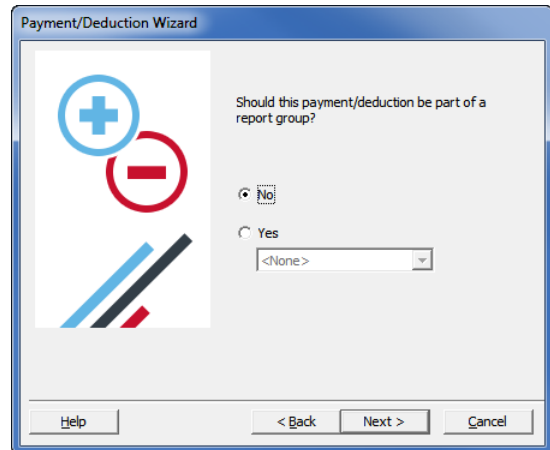 Payment/Deduction Wizard
Should this payment/deduction be part of a
report group?
No
Yes
<None>
Help
< Back
Next >
Cancel